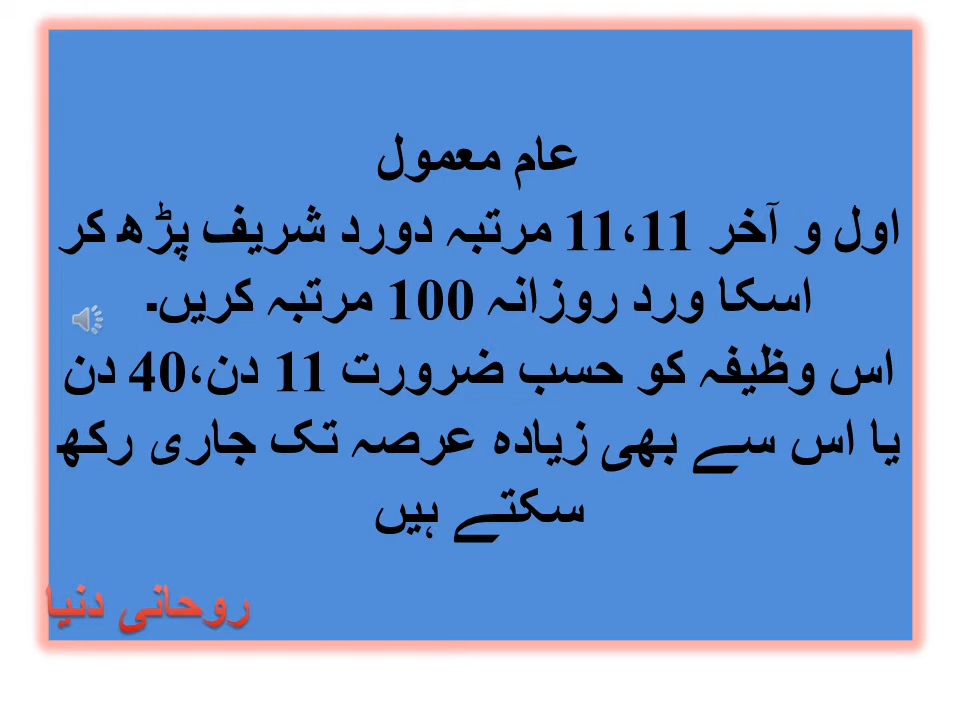 عام معمول
اول و آخر 11،11 مرتبہ دورد شریف پڑھ کر
اسکا ورد روزانہ 100 مرتبہ کریں۔
اس وظیفہ کو حسب ضرورت 11 دن،40 دن
یا اس سے بھی زیادہ عرصہ تک جاری رکھ
سکتے ہیں
روحانی دنیا